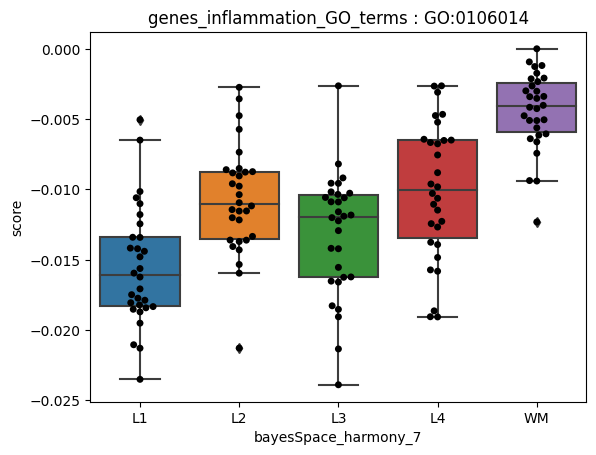 genes_inflammation_GO_terms : GO:0106014
0.000
−0.005
−0.010
−0.015
−0.020
−0.025
score
L1 L2 L3 L4 WM
bayesSpace_harmony_7